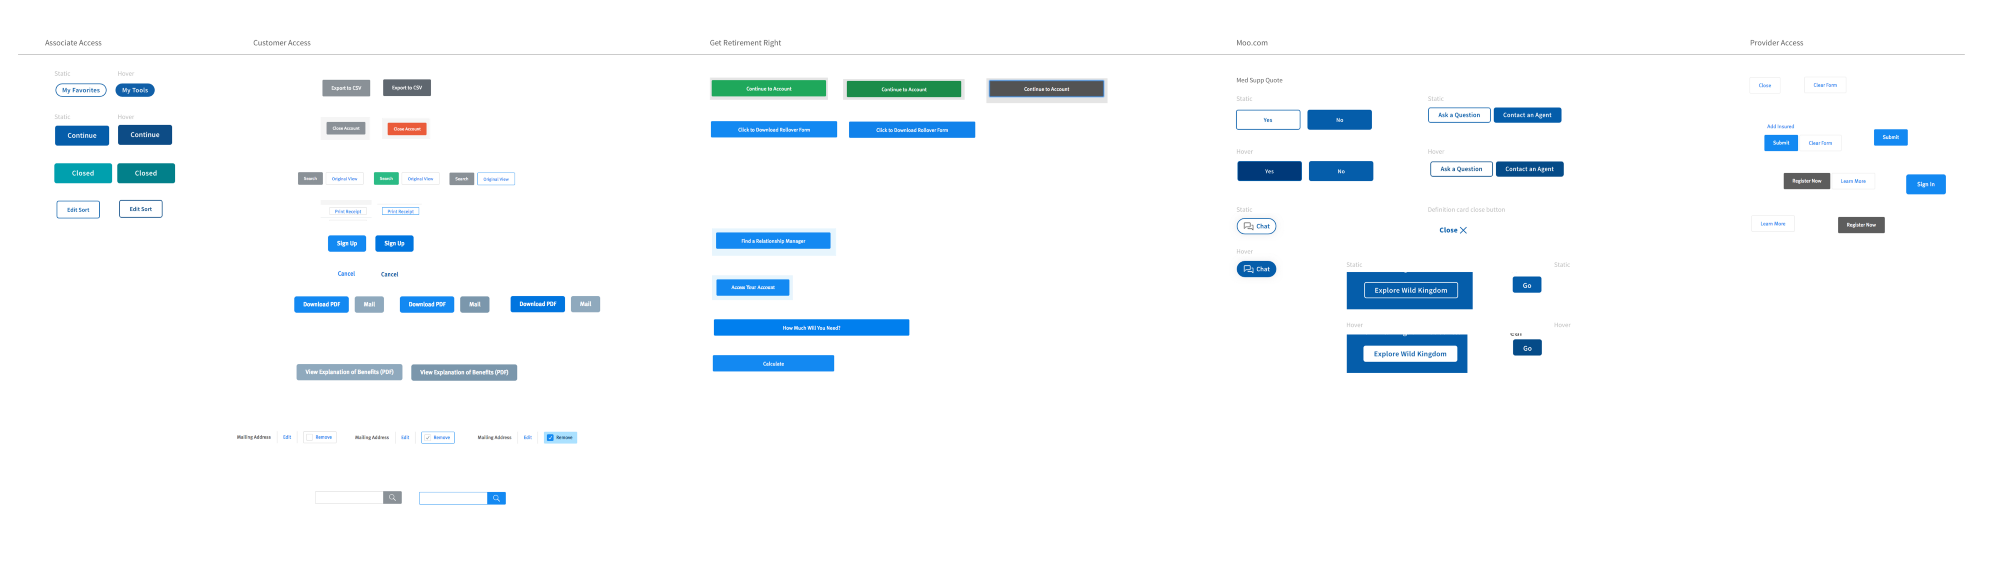 Associate Access
Customer Access
Get Retirement Right
Moo.com
Provider Access
Static
Hover
My Favorites
My Tools
Static
Hover
Continue
Continue
Closed
Closed
Edit Sort
Edit Sort
Export to CSV
Export to CSV
Close Account
Close Account
Search
Original View
Search
Original View
Search
Original View
Print Receipt
Print Receipt
Sign Up
Sign Up
Cancel
Cancel
Download PDF
Mail
Download PDF
Mail
Download PDF
Mail
View Explanation of Benefits (PDF)
View Explanation of Benefits (PDF)
Mailing Address
Edit
Remove
Mailing Address
Edit
Remove
Mailing Address
Edit
Remove
Continue to Account
Continue to Account
Continue to Account
Click to Download Rollover Form
Click to Download Rollover Form
Find a Relationship Manager
Access Your Account
How Much Will You Need?
Calculate
Med Supp Quote
Static
Yes
No
Hover
Yes
No
Static
Chat
Hover
Chat
Static
Ask a Question
Contact an Agent
Hover
Ask a Question
Contact an Agent
Definition card close button
Close
Static
Explore Wild Kingdom
Hover
Explore Wild Kingdom
Static
Go
Hover
Go
Close
Clear Form
Add Insured
Submit
Clear Form
Submit
Register Now
Learn More
Sign In
Learn More
Register Now